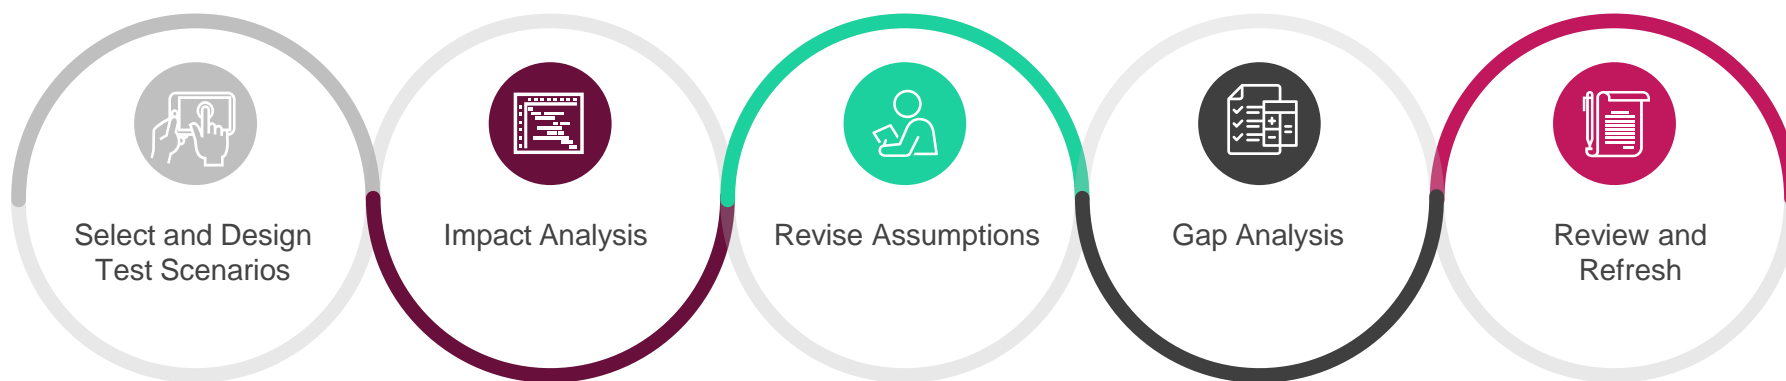 Select and Design
Test Scenarios
Impact Analysis
Revise Assumptions
Gap Analysis
Review and
Refresh